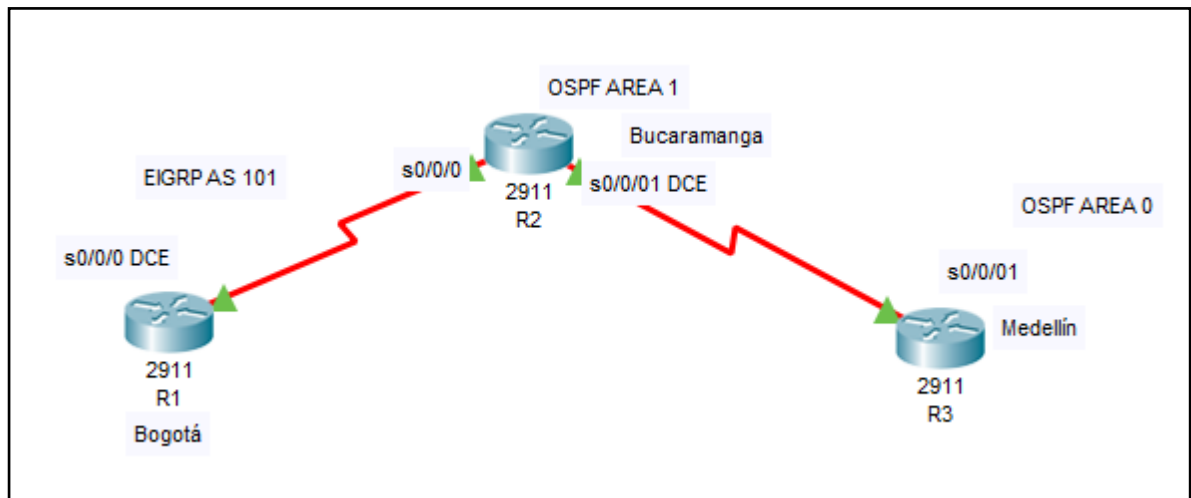 OSPF AREA 1
Bucaramanga
EIGRP AS 101
s0/0/0
s0/0/01 DCE
2911
R2
OSPF AREA 0
s0/0/0 DCE
s0/0/01
Medellín
2911
R1
Bogotá
2911
R3